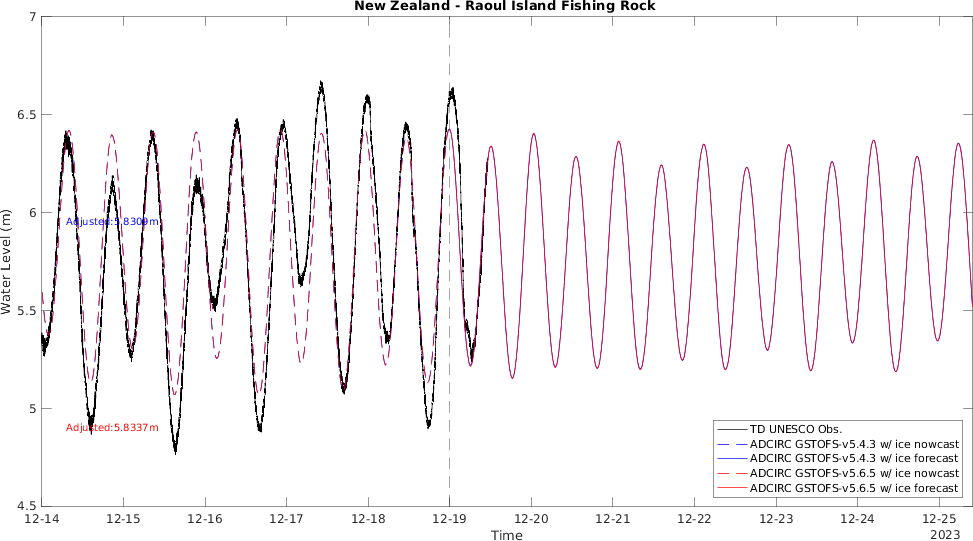 New Zealand - Raoul Island Fishing Rock
7
6.5
6
5.5
5
4.5
Water Level (m)
Adjusted:5.8309m
Adjusted:5.8337m
TD UNESCO Obs.
ADCIRC GSTOFS-v5.4.3 w/ ice nowcast
ADCIRC GSTOFS-v5.4.3 w/ ice forecast
ADCIRC GSTOFS-v5.6.5 w/ ice nowcast
ADCIRC GSTOFS-v5.6.5 w/ ice forecast
12-14 12-15 12-16 12-17 12-18 12-19 12-20 12-21 12-22 12-23 12-24 12-25
Time
2023